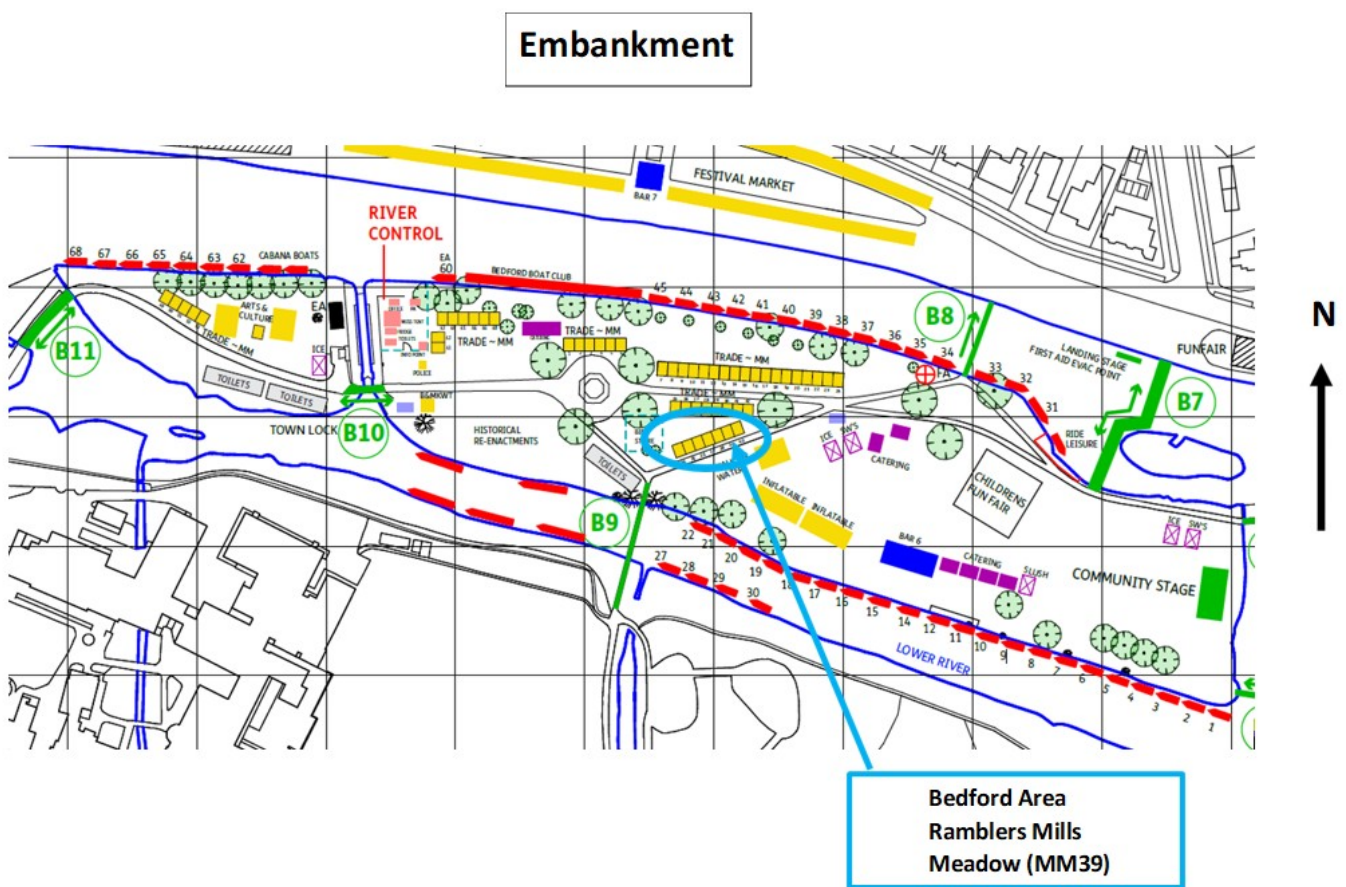 Embankment
FESTIVAL MARKET
BAR 7
RIVER
CONTROL
N
68
67
66
65
64
63
62
CABANA BOATS
EA
60
BEDFORD BOAT CLUB
45
44
43
42
41
40
39
38
37
36
35
34
33
32
31
B8
LANDING STAGE
FIRST AID EVAC POINT
FUNFAIR
B7
ARTS &
CULTURE
EA
TRADE ~ MM
ICE
B11
TOILETS
TOILETS
TOWN LOCK
B10
POLICE
INFO POINT
TRADE ~ MM
TRADE ~ MM
TRADE ~ MM
TRADE ~ MM
FA
HISTORICAL
RE-ENACTMENTS
TOILETS
B9
ICE
SW'S
CATERING
RIDE
LEISURE
CHILDRENS
FUN FAIR
INFLATABLE
INFLATABLE
ICE
SW'S
BAR 6
CATERING
SLUSH
COMMUNITY STAGE
22
21
20
19
18
17
16
15
14
12
11
10
9
8
7
6
5
4
3
2
1
27
28
29
30
LOWER RIVER
Bedford Area
Ramblers Mills
Meadow (MM39)